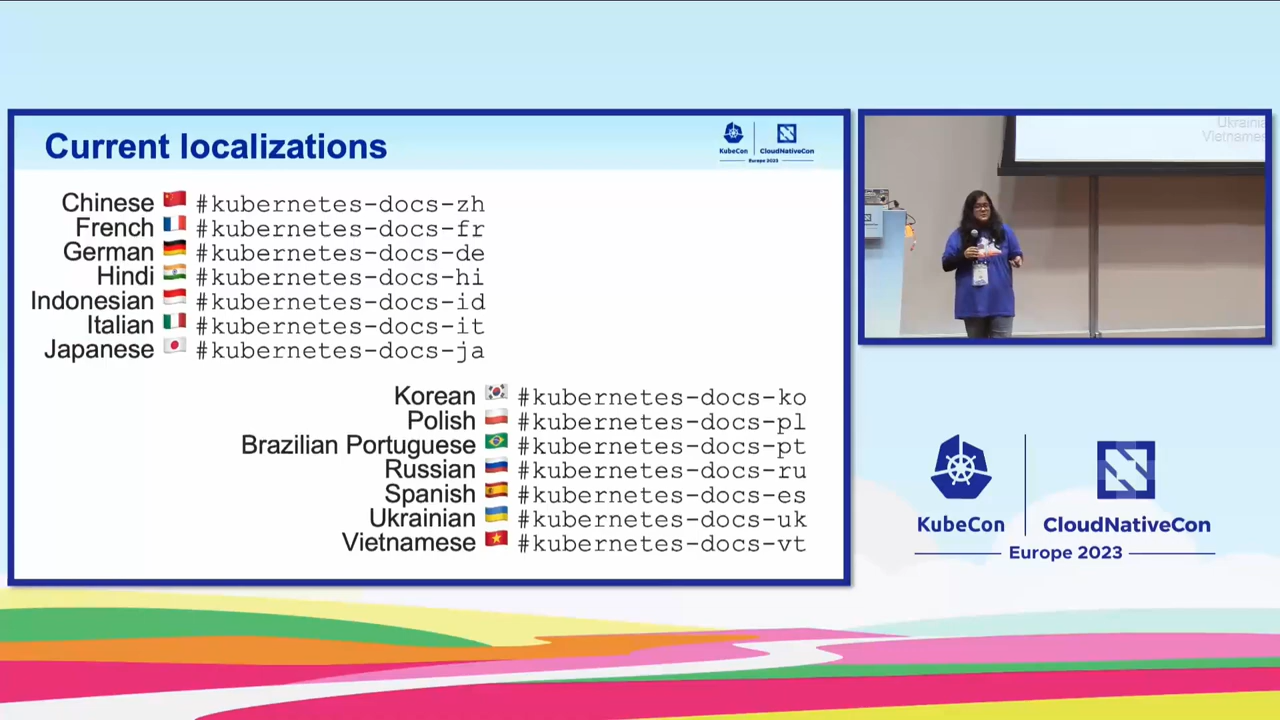 Current localizations
KubeCon CloudNativeCon
Europe 2023
Chinese 🇨🇳 #kubernetes-docs-zh
French 🇫🇷 #kubernetes-docs-fr
German 🇩🇪 #kubernetes-docs-de
Hindi 🇮🇳 #kubernetes-docs-hi
Indonesian 🇮🇩 #kubernetes-docs-id
Italian 🇮🇹 #kubernetes-docs-it
Japanese 🇯🇵 #kubernetes-docs-ja
Korean 🇰🇷 #kubernetes-docs-ko
Polish 🇵🇱 #kubernetes-docs-pl
Brazilian Portuguese 🇧🇷 #kubernetes-docs-pt
Russian 🇷🇺 #kubernetes-docs-ru
Spanish 🇪🇸 #kubernetes-docs-es
Ukrainian 🇺🇦 #kubernetes-docs-uk
Vietnamese 🇻🇳 #kubernetes-docs-vt
Ukrainia
Vietnames
KubeCon CloudNativeCon
Europe 2023